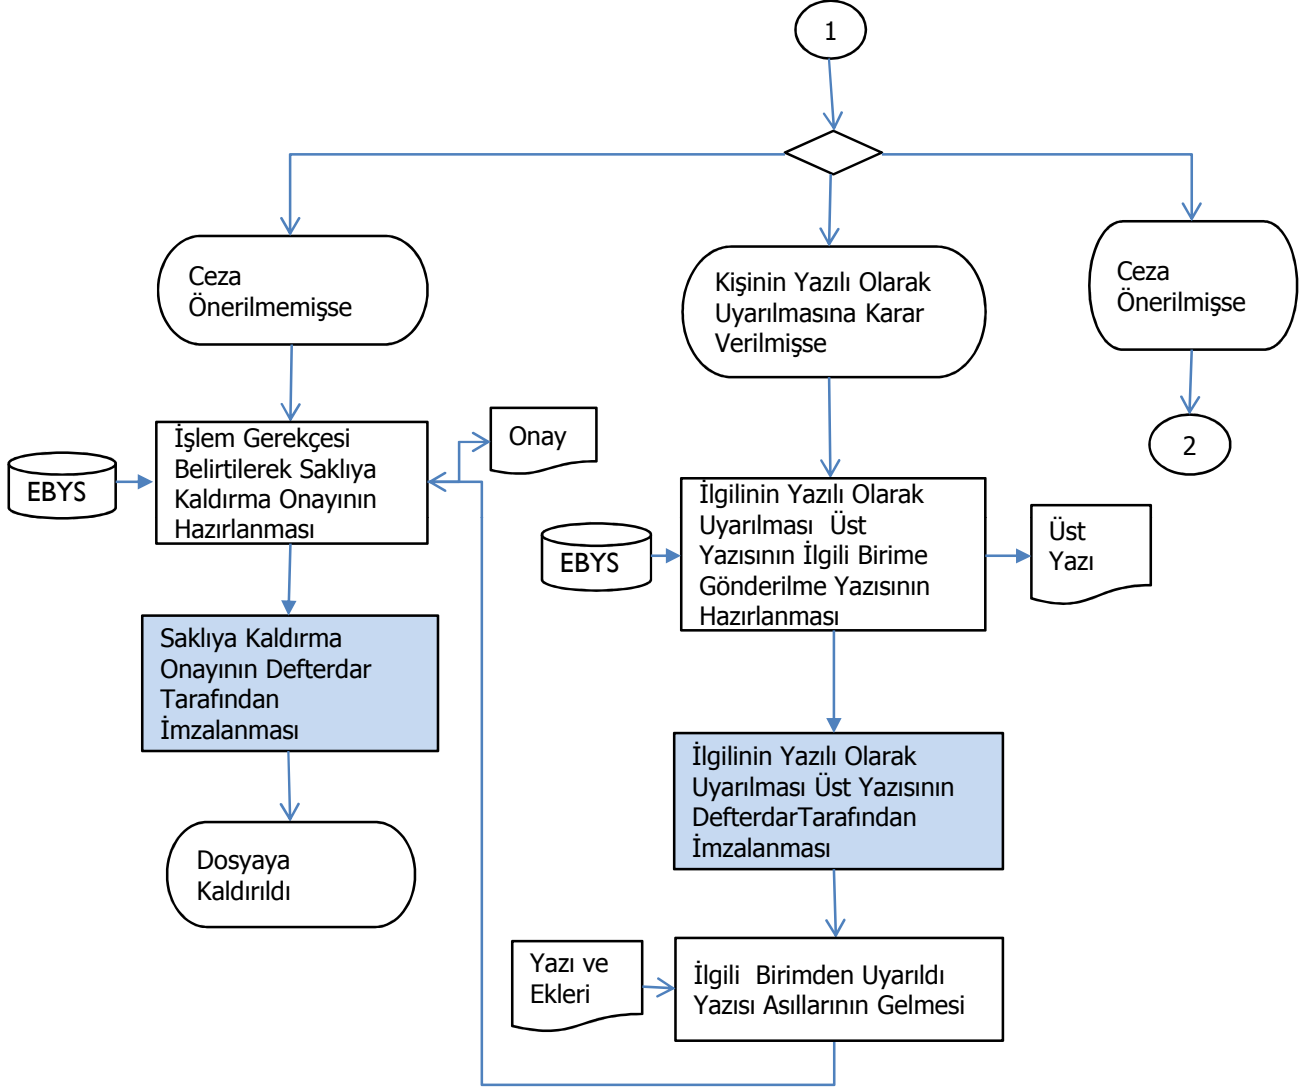 1
Ceza
Önerilmemişse
Kişinin Yazılı Olarak
Uyarılmasına Karar
Verilmişse
Ceza
Önerilmişse
2
EBYS
İşlem Gerekçesi
Belirtilerek Saklıya
Kaldırma Onayının
Hazırlanması
Onay
EBYS
İlgilinin Yazılı Olarak
Uyarılması  Üst
Yazısının İlgili Birime
Gönderilme Yazısının
Hazırlanması
Üst
Yazı
Saklıya Kaldırma
Onayının Defterdar
Tarafından
İmzalanması
İlgilinin Yazılı Olarak
Uyarılması Üst Yazısının
DefterdarTarafından
İmzalanması
Dosyaya
Kaldırıldı
Yazı ve
Ekleri
İlgili  Birimden Uyarıldı
Yazısı Asıllarının Gelmesi